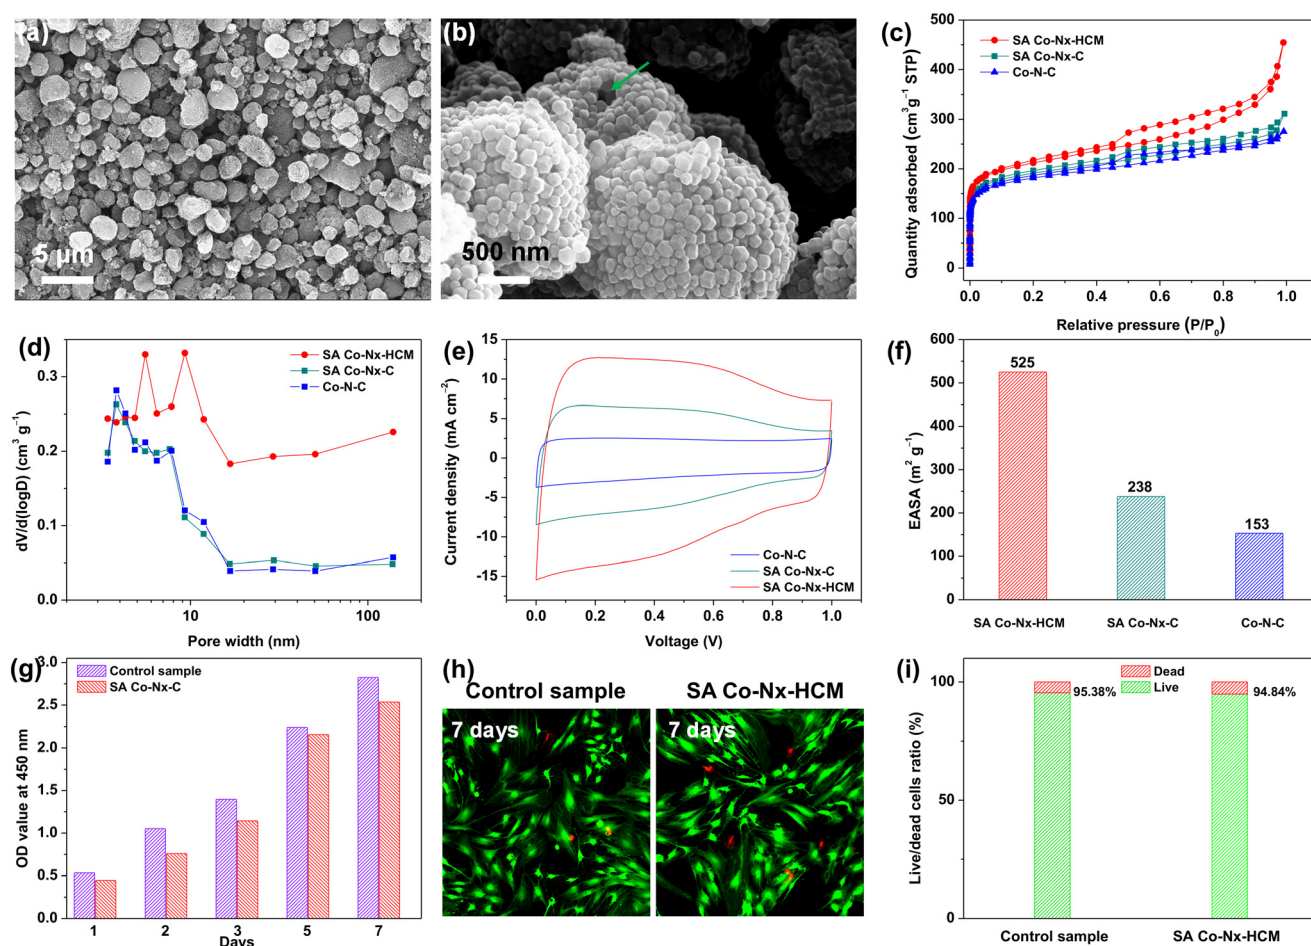 (a)
5 µm
(b)
500 nm
(c)
SA Co-Nx-HCM
SA Co-Nx-C
Co-N-C
500
450
400
350
300
250
200
150
100
50
0
Quantity adsorbed (cm³ g⁻¹ STP)
0.0 0.2 0.4 0.6 0.8 1.0
Relative pressure (P/P₀)
(d)
SA Co-Nx-HCM
SA Co-Nx-C
Co-N-C
0.3
0.2
0.1
0.0
dV/d(logD) (cm³ g⁻¹)
10 100
Pore width (nm)
(e)
15
10
5
0
-5
-10
-15
Current density (mA cm⁻²)
Co-N-C
SA Co-Nx-C
SA Co-Nx-HCM
0.0 0.2 0.4 0.6 0.8 1.0
Voltage (V)
(f)
600
500
400
300
200
100
0
EASA (m² g⁻¹)
525
238
153
SA Co-Nx-HCM SA Co-Nx-C Co-N-C
(g)
3.0
2.5
2.0
1.5
1.0
0.5
0.0
OD value at 450 nm
Control sample
SA Co-Nx-C
1 2 3 5 7
Days
(h)
Control sample
SA Co-Nx-HCM
7 days
7 days
(i)
Dead
Live
100
50
0
Live/dead cells ratio (%)
95.38%
94.84%
Control sample SA Co-Nx-HCM